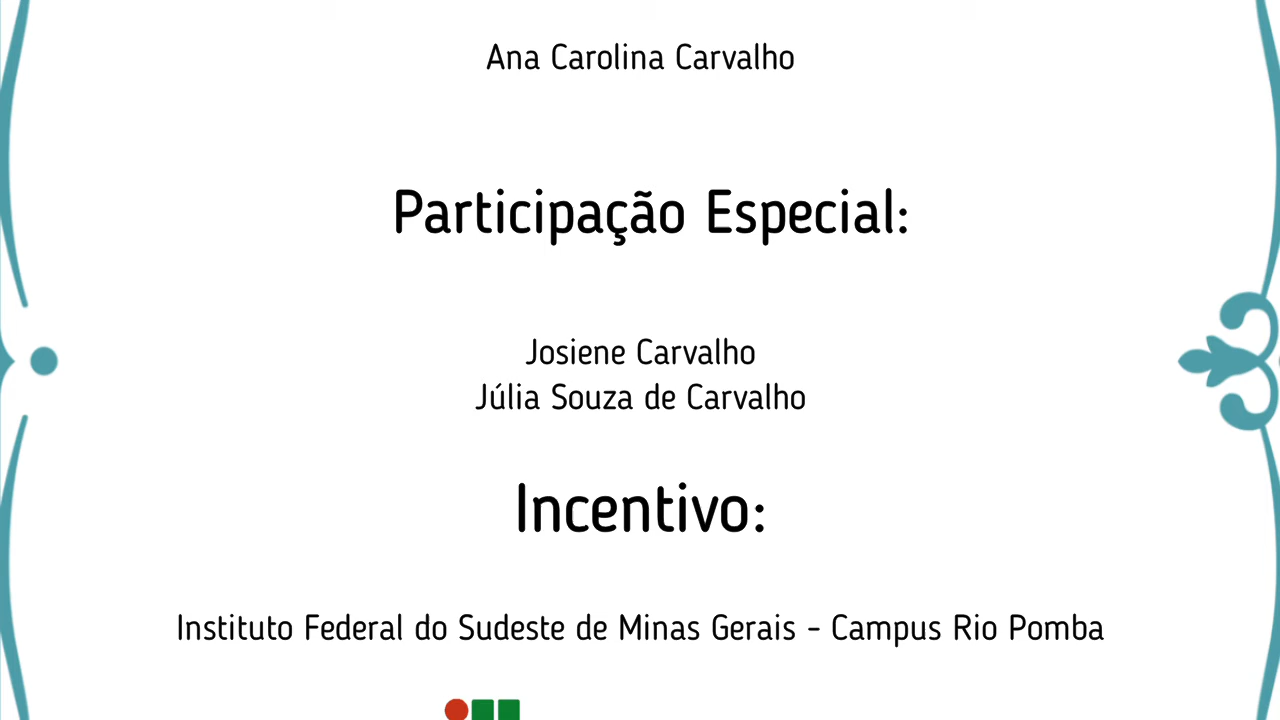 Ana Carolina Carvalho
Participação Especial:
Josiene Carvalho
Júlia Souza de Carvalho
Incentivo:
Instituto Federal do Sudeste de Minas Gerais - Campus Rio Pomba